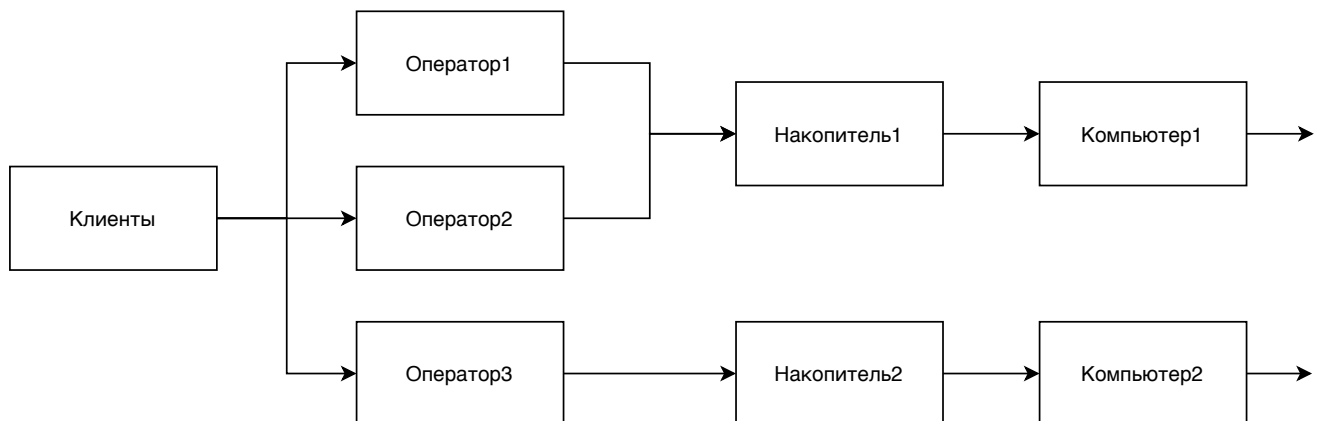 Оператор1
Накопитель1
Компьютер1
Клиенты
Оператор2
Оператор3
Накопитель2
Компьютер2